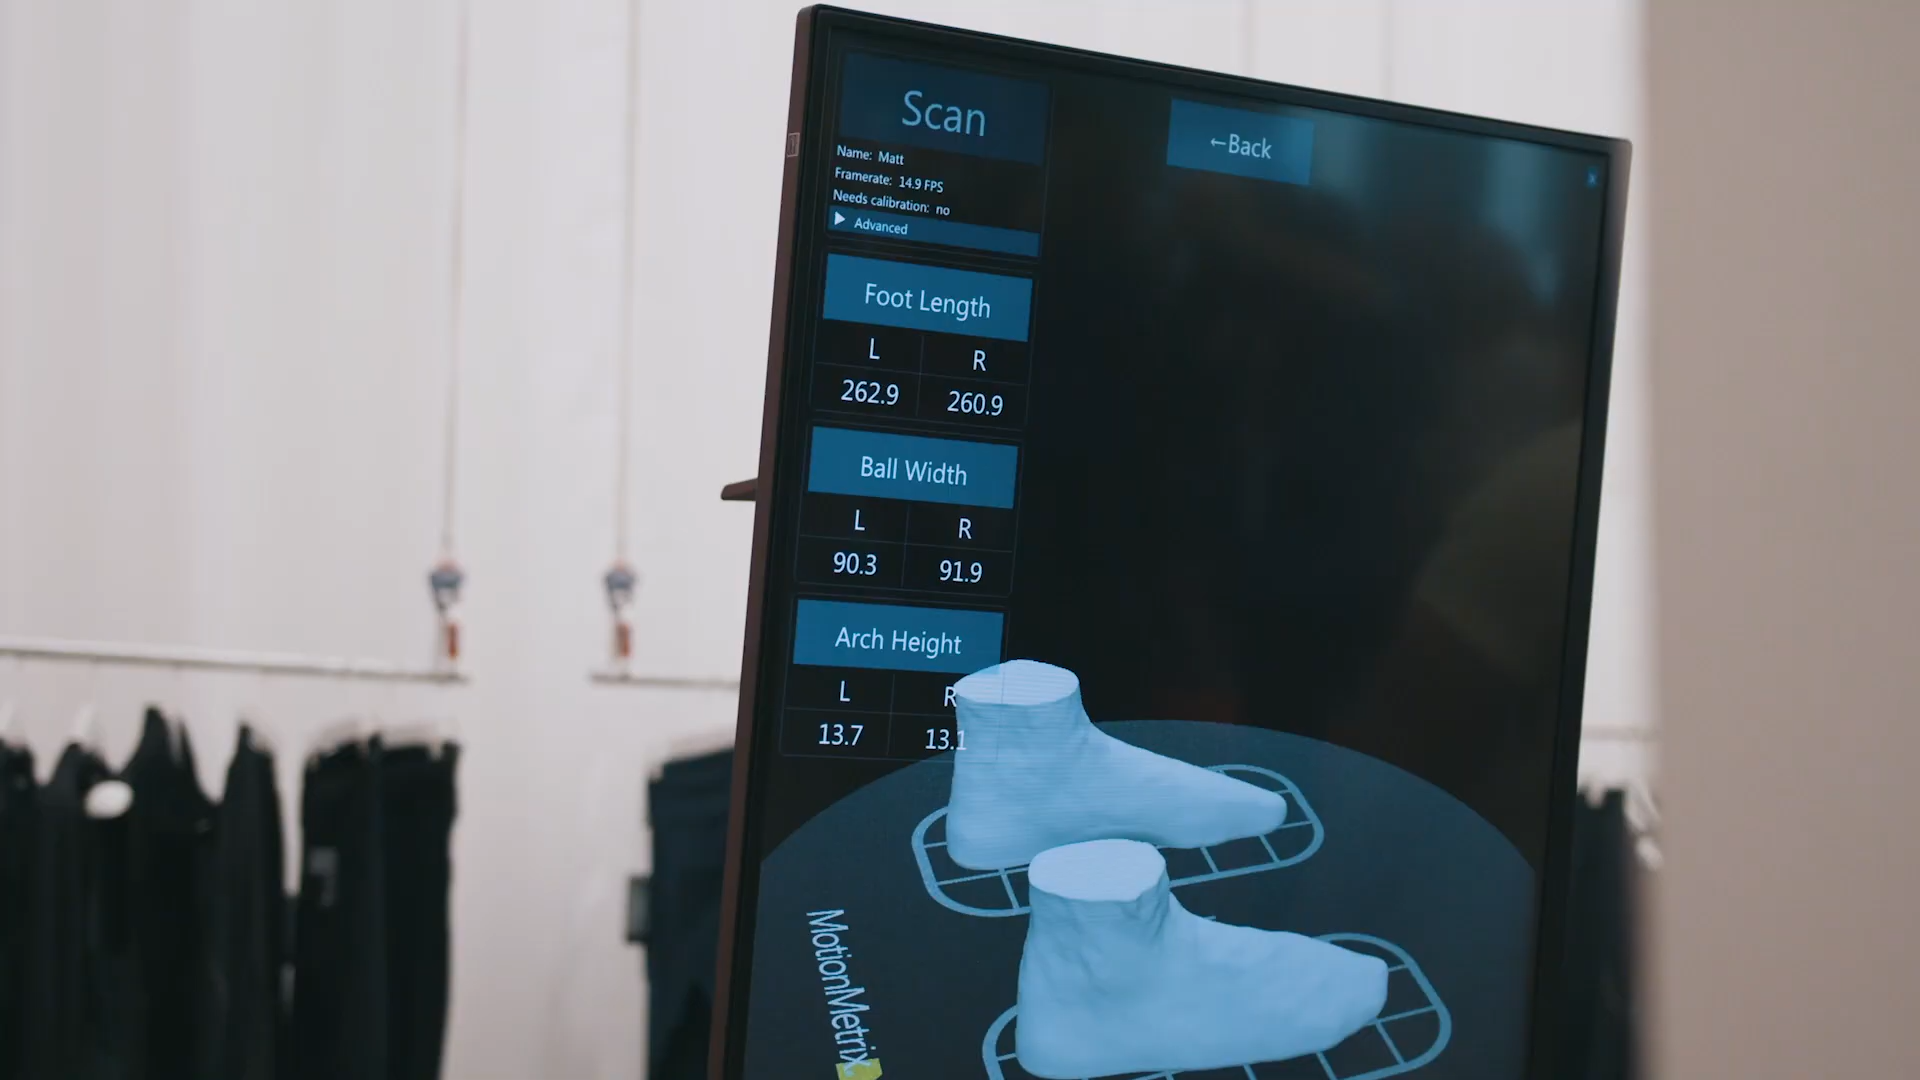 Scan
←Back
Name: Matt
Framerate: 14.9 FPS
Needs calibration: no
Advanced
Foot Length
L R
262.9 260.9
Ball Width
L R
90.3 91.9
Arch Height
L R
13.7 13.1
MotionMetrix